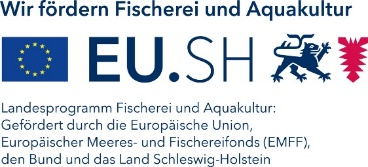 Wir fördern Fischerei und Aquakultur
EU.SH
Landesprogramm Fischerei und Aquakultur:
Gefördert durch die Europäische Union,
Europäischer Meeres- und Fischereifonds (EMFF),
den Bund und das Land Schleswig-Holstein